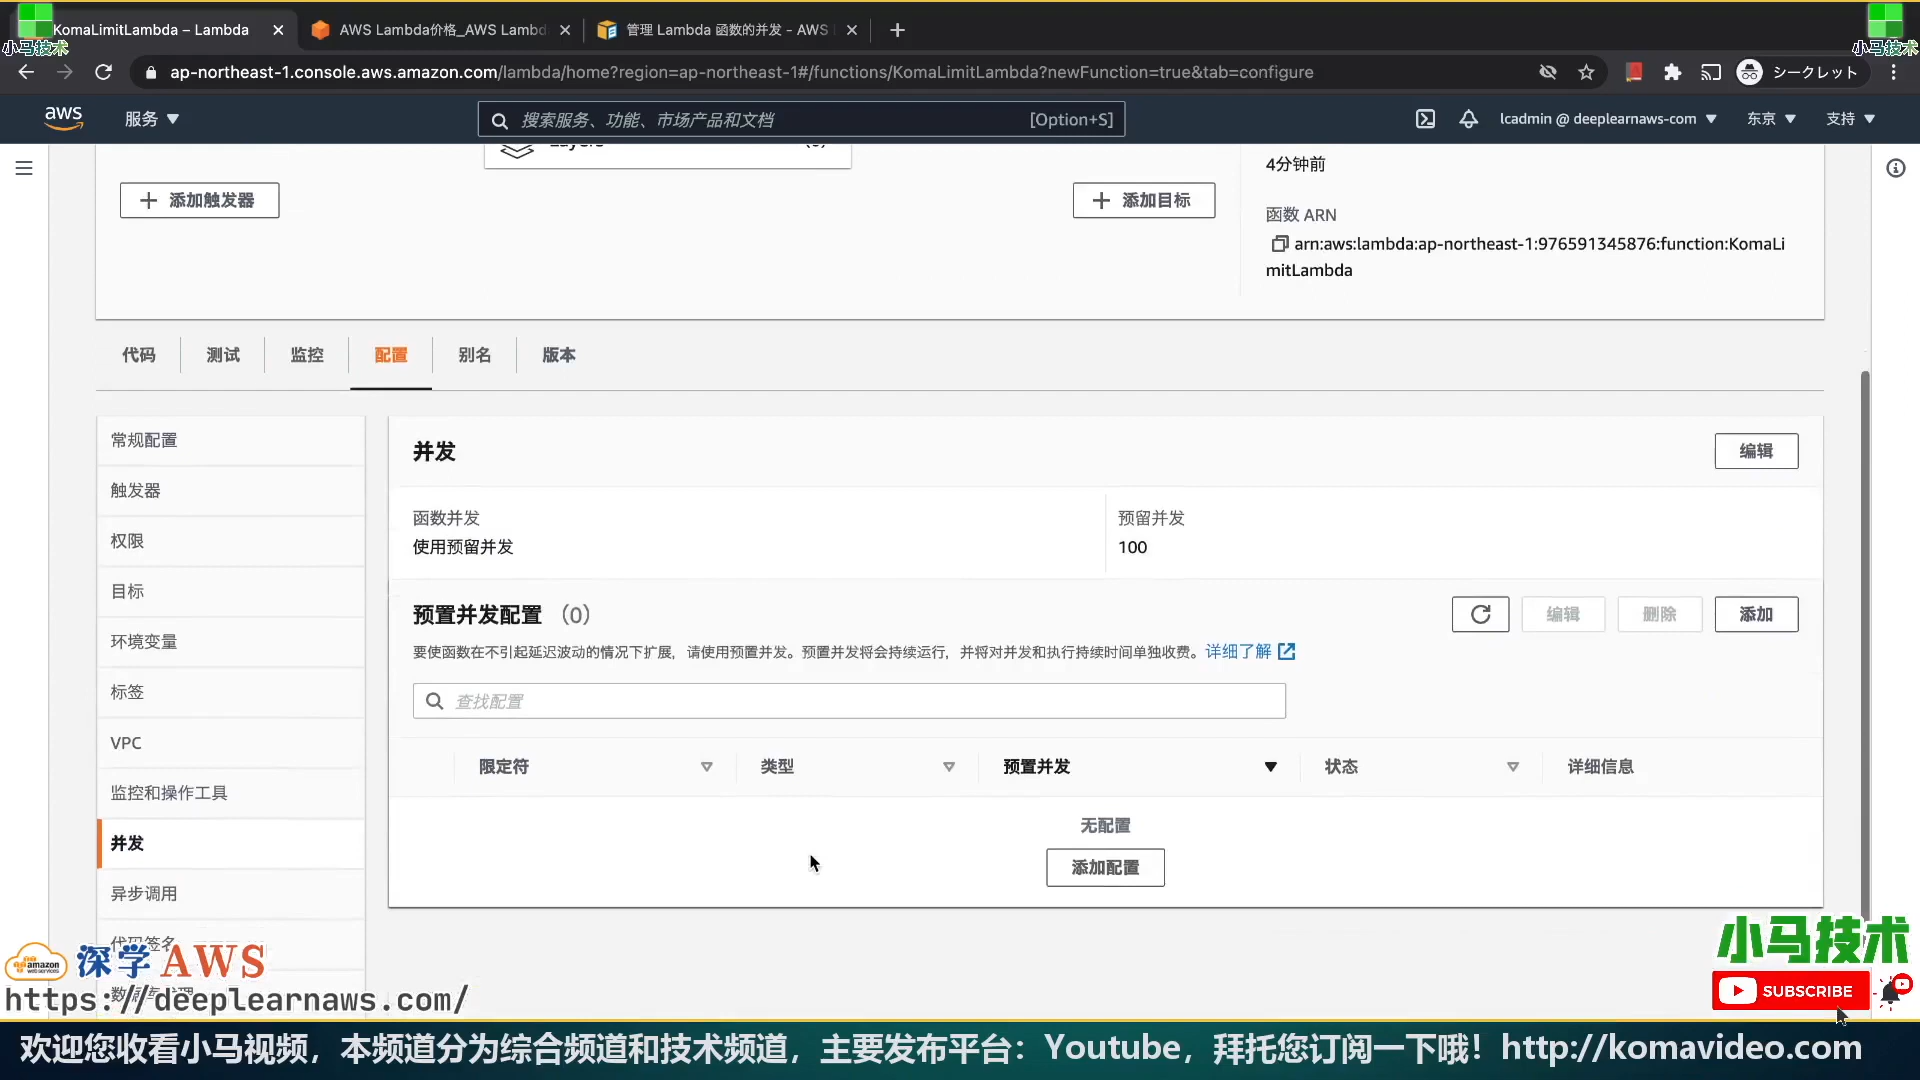 KomaLimitLambda – Lambda
AWS Lambda价格_AWS Lambd
管理 Lambda 函数的并发 - AWS
小马技术
小马技术
ap-northeast-1.console.aws.amazon.com/lambda/home?region=ap-northeast-1#/functions/KomaLimitLambda?newFunction=true&tab=configure
シークレット
aws
服务
搜索服务、功能、市场产品和文档
[Option+S]
lcadmin @ deeplearnaws-com
东京
支持
Layers
(0)
4分钟前
添加触发器
添加目标
函数 ARN
arn:aws:lambda:ap-northeast-1:976591345876:function:KomaLi
mitLambda
代码
测试
监控
配置
别名
版本
常规配置
触发器
权限
目标
环境变量
标签
VPC
监控和操作工具
并发
异步调用
代码签名
并发
编辑
函数并发
使用预留并发
预留并发
100
预置并发配置 (0)
编辑
删除
添加
要使函数在不引起延迟波动的情况下扩展，请使用预置并发。预置并发将会持续运行，并将对并发和执行持续时间单独收费。详细了解
查找配置
限定符
类型
预置并发
状态
详细信息
无配置
添加配置
amazon
深学AWS
https://deeplearnaws.com/
小马技术
SUBSCRIBE
欢迎您收看小马视频，本频道分为综合频道和技术频道，主要发布平台：Youtube，拜托您订阅一下哦！http://komavideo.com